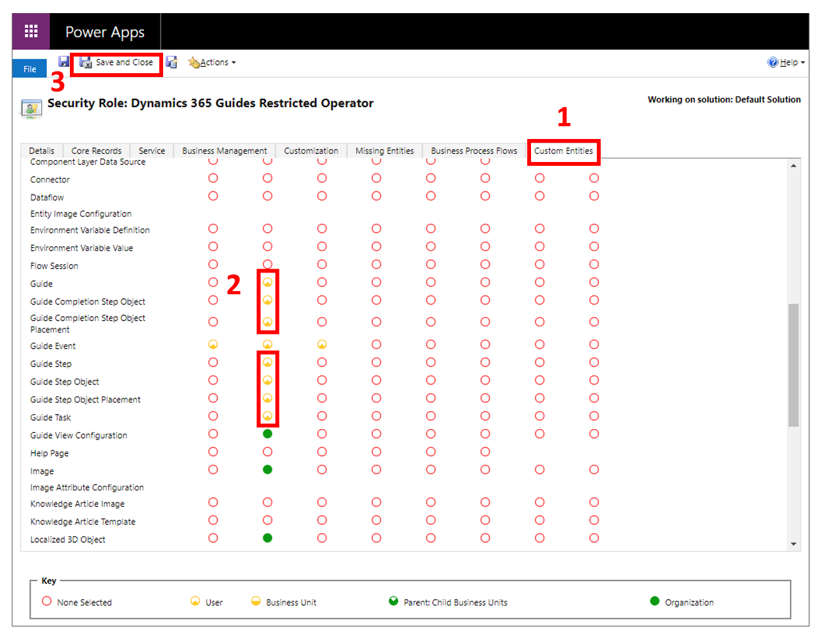 Power Apps
File
Save and Close
Actions
Help
3
Security Role: Dynamics 365 Guides Restricted Operator
Working on solution: Default Solution
1
Details Core Records Service Business Management Customization Missing Entities Business Process Flows Custom Entities
Component Layer Data Source
Connector
Dataflow
Entity Image Configuration
Environment Variable Definition
Environment Variable Value
Flow Session
2
Guide
Guide Completion Step Object
Guide Completion Step Object
Placement
Guide Event
Guide Step
Guide Step Object
Guide Step Object Placement
Guide Task
Guide View Configuration
Help Page
Image
Image Attribute Configuration
Knowledge Article Image
Knowledge Article Template
Localized 3D Object
Key
None Selected User Business Unit Parent: Child Business Units Organization